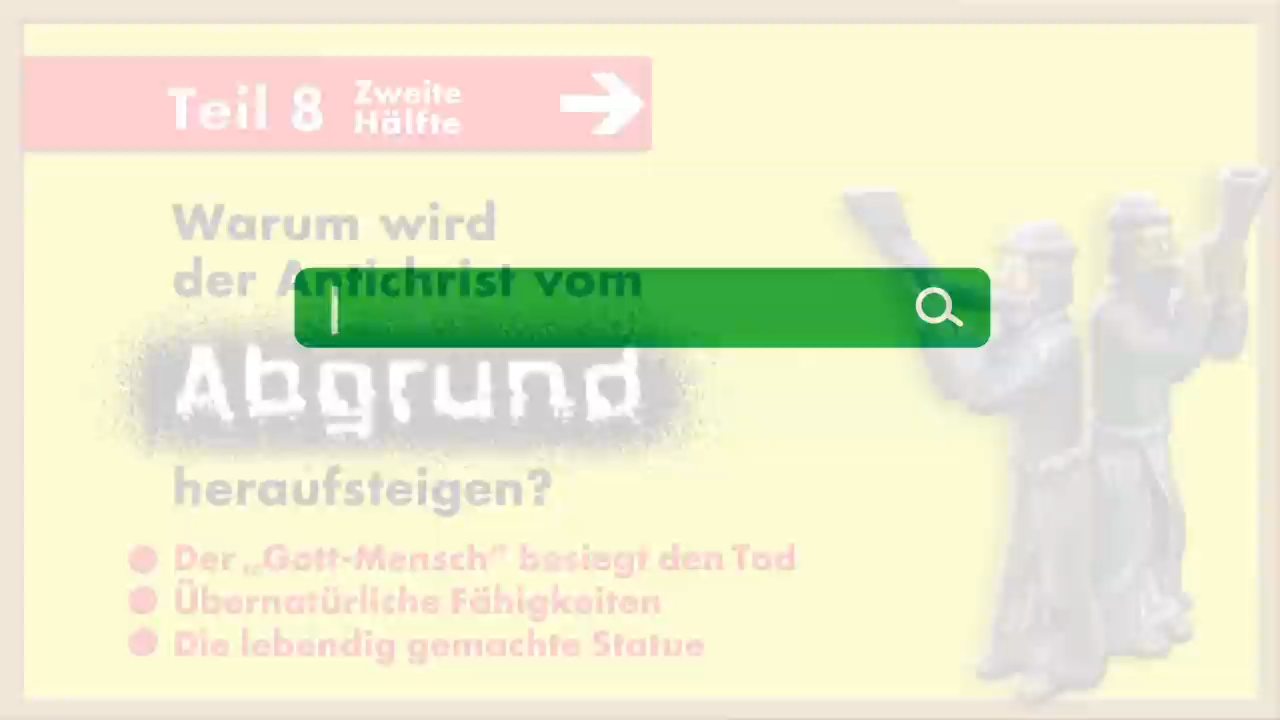 Teil 8
Zweite
Hälfte
Warum wird
der Antichrist vom
Abgrund
heraufsteigen?
Der „Gott-Mensch“ besiegt den Tod
Übernatürliche Fähigkeiten
Die lebendig gemachte Statue